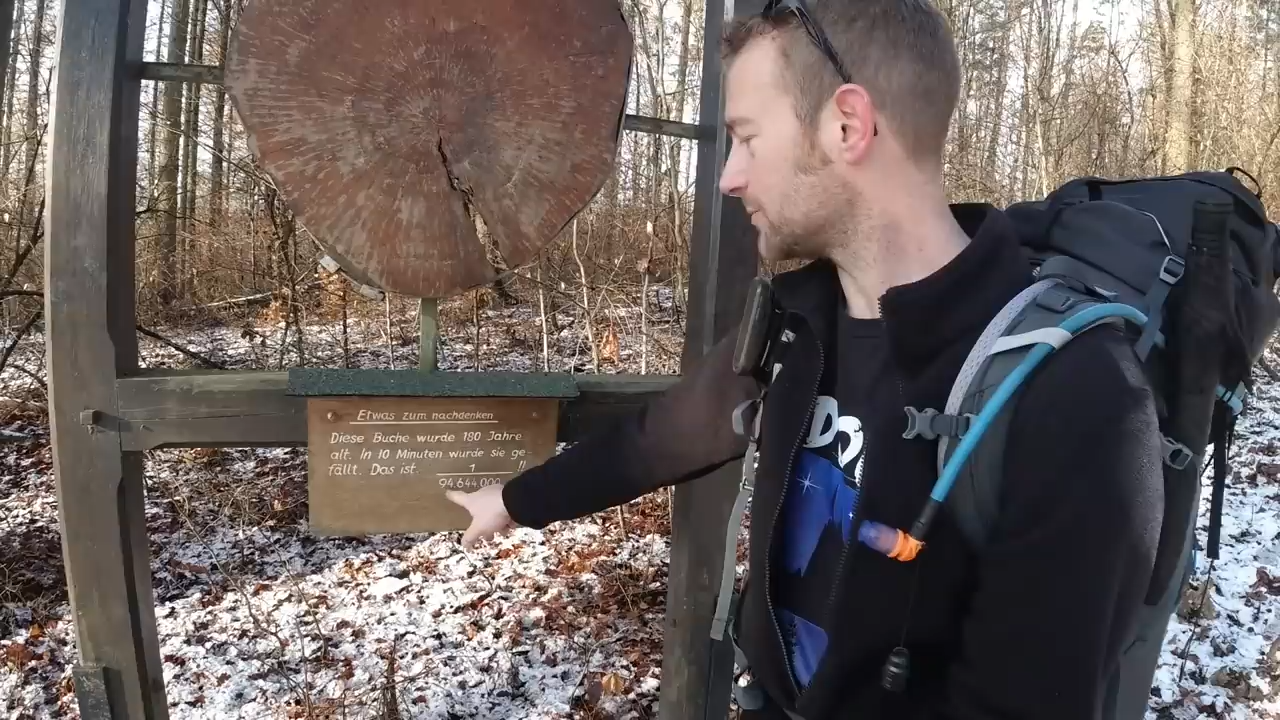 Etwas zum nachdenken
Diese Buche wurde 180 Jahre
alt. In 10 Minuten wurde sie ge-
fällt. Das ist 1 !!
94.644.000